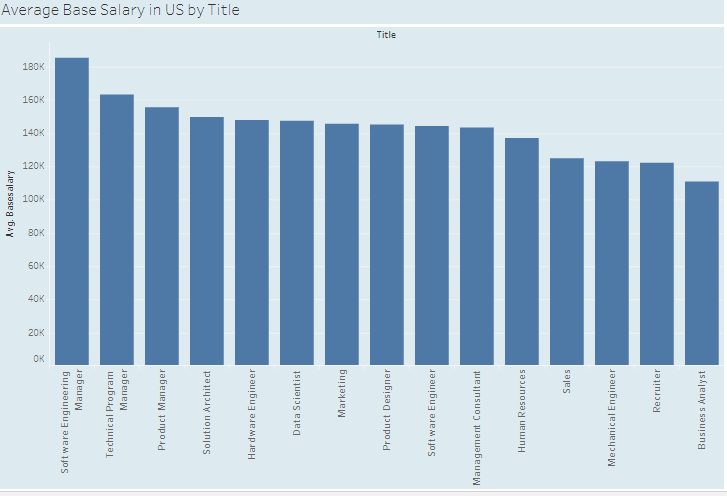 Average Base Salary in US by Title
Title
Avg. Basesalary
180K
160K
140K
120K
100K
80K
60K
40K
20K
0K
Software Engineering
Manager
Technical Program
Manager
Product Manager
Solution Architect
Hardware Engineer
Data Scientist
Marketing
Product Designer
Software Engineer
Management Consultant
Human Resources
Sales
Mechanical Engineer
Recruiter
Business Analyst